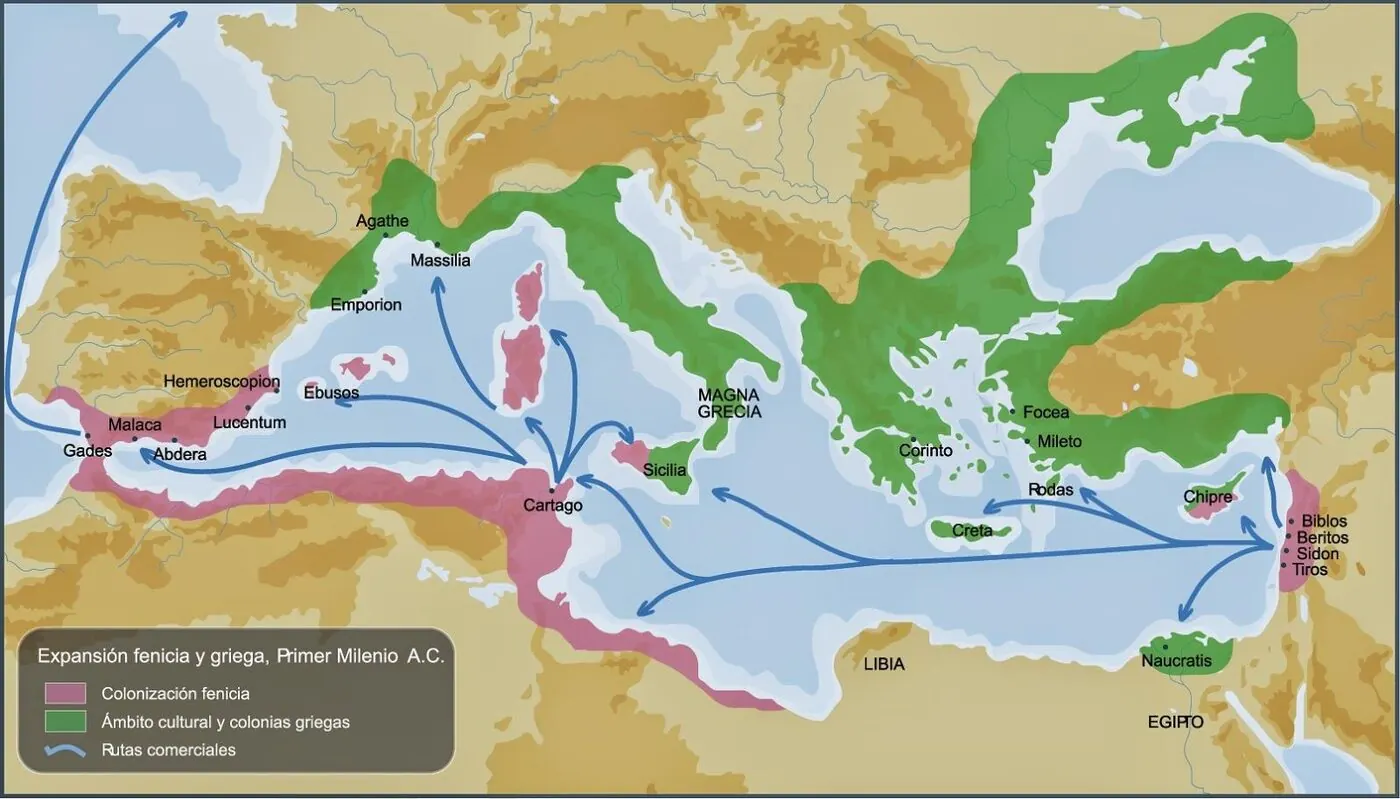 Agathe
Massilia
Emporion
Hemeroscopion
Ebusos
Malaca
Lucentum
Gades
Abdera
MAGNA
GRECIA
Sicilia
Cartago
Corinto
Focea
Mileto
Rodas
Creta
Chipre
Biblos
Beritos
Sidon
Tiros
LIBIA
Naucratis
EGIPTO
Expansión fenicia y griega, Primer Milenio A.C.
Colonización fenicia
Ámbito cultural y colonias griegas
Rutas comerciales